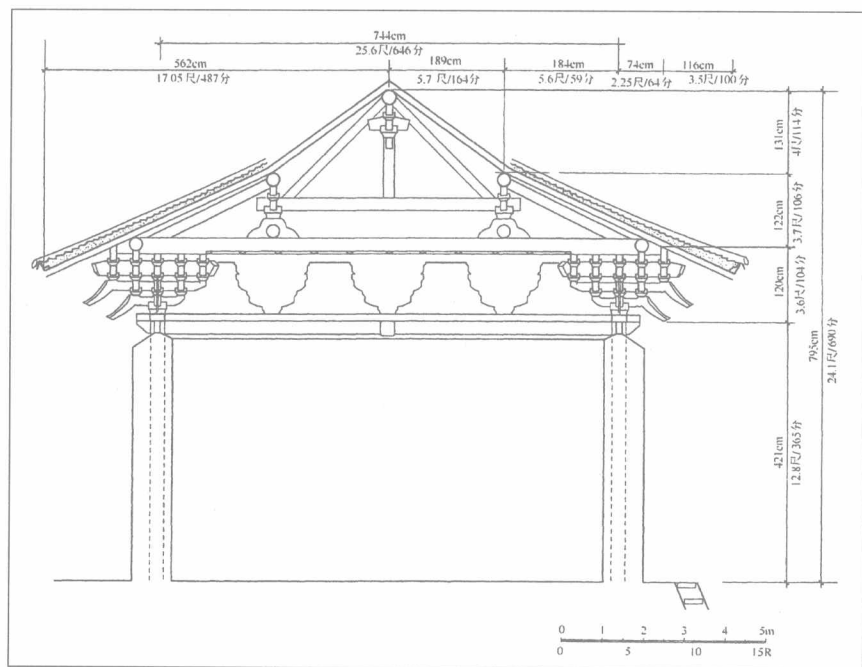 744cm
25.6尺/646分
562cm
17.05尺/487分
189cm
5.7尺/164分
184cm
5.6尺/59分
74cm
2.25尺/64分
116cm
3.5尺/100分
131cm
4尺/114分
122cm
3.7尺/106分
120cm
3.6尺/104分
795cm
24.1尺/690分
421cm
12.8尺/365分
0 1 2 3 4 5m
0 5 10 15R